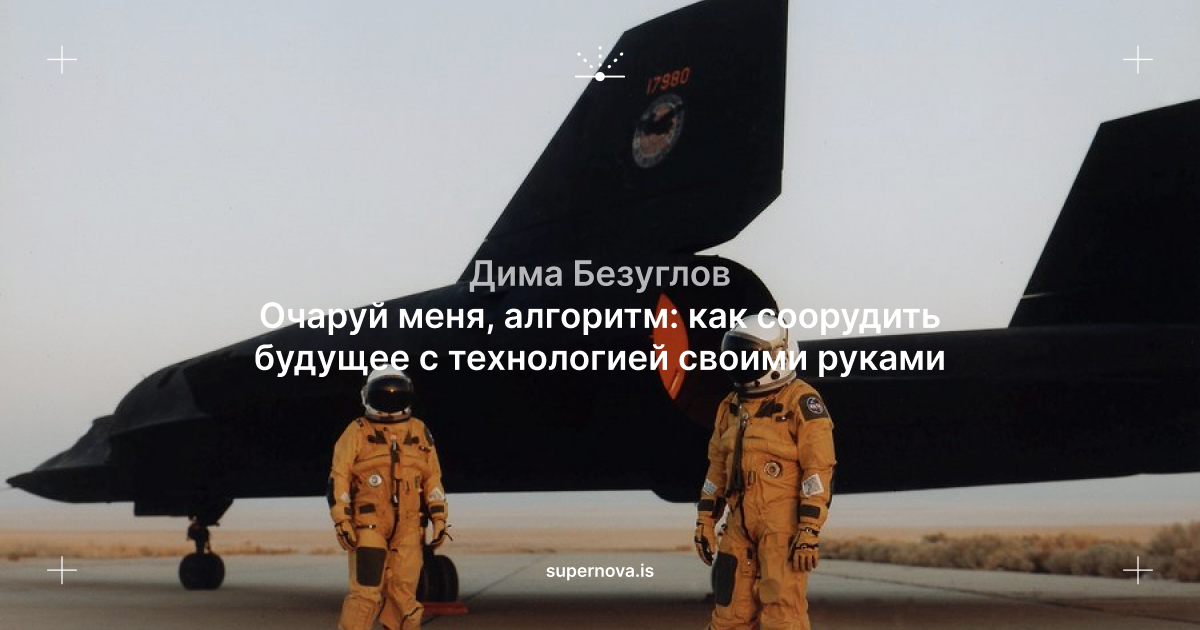 17980
Дима Безуглов
Очаруй меня, алгоритм: как соорудить
будущее с технологией своими руками
supernova.is